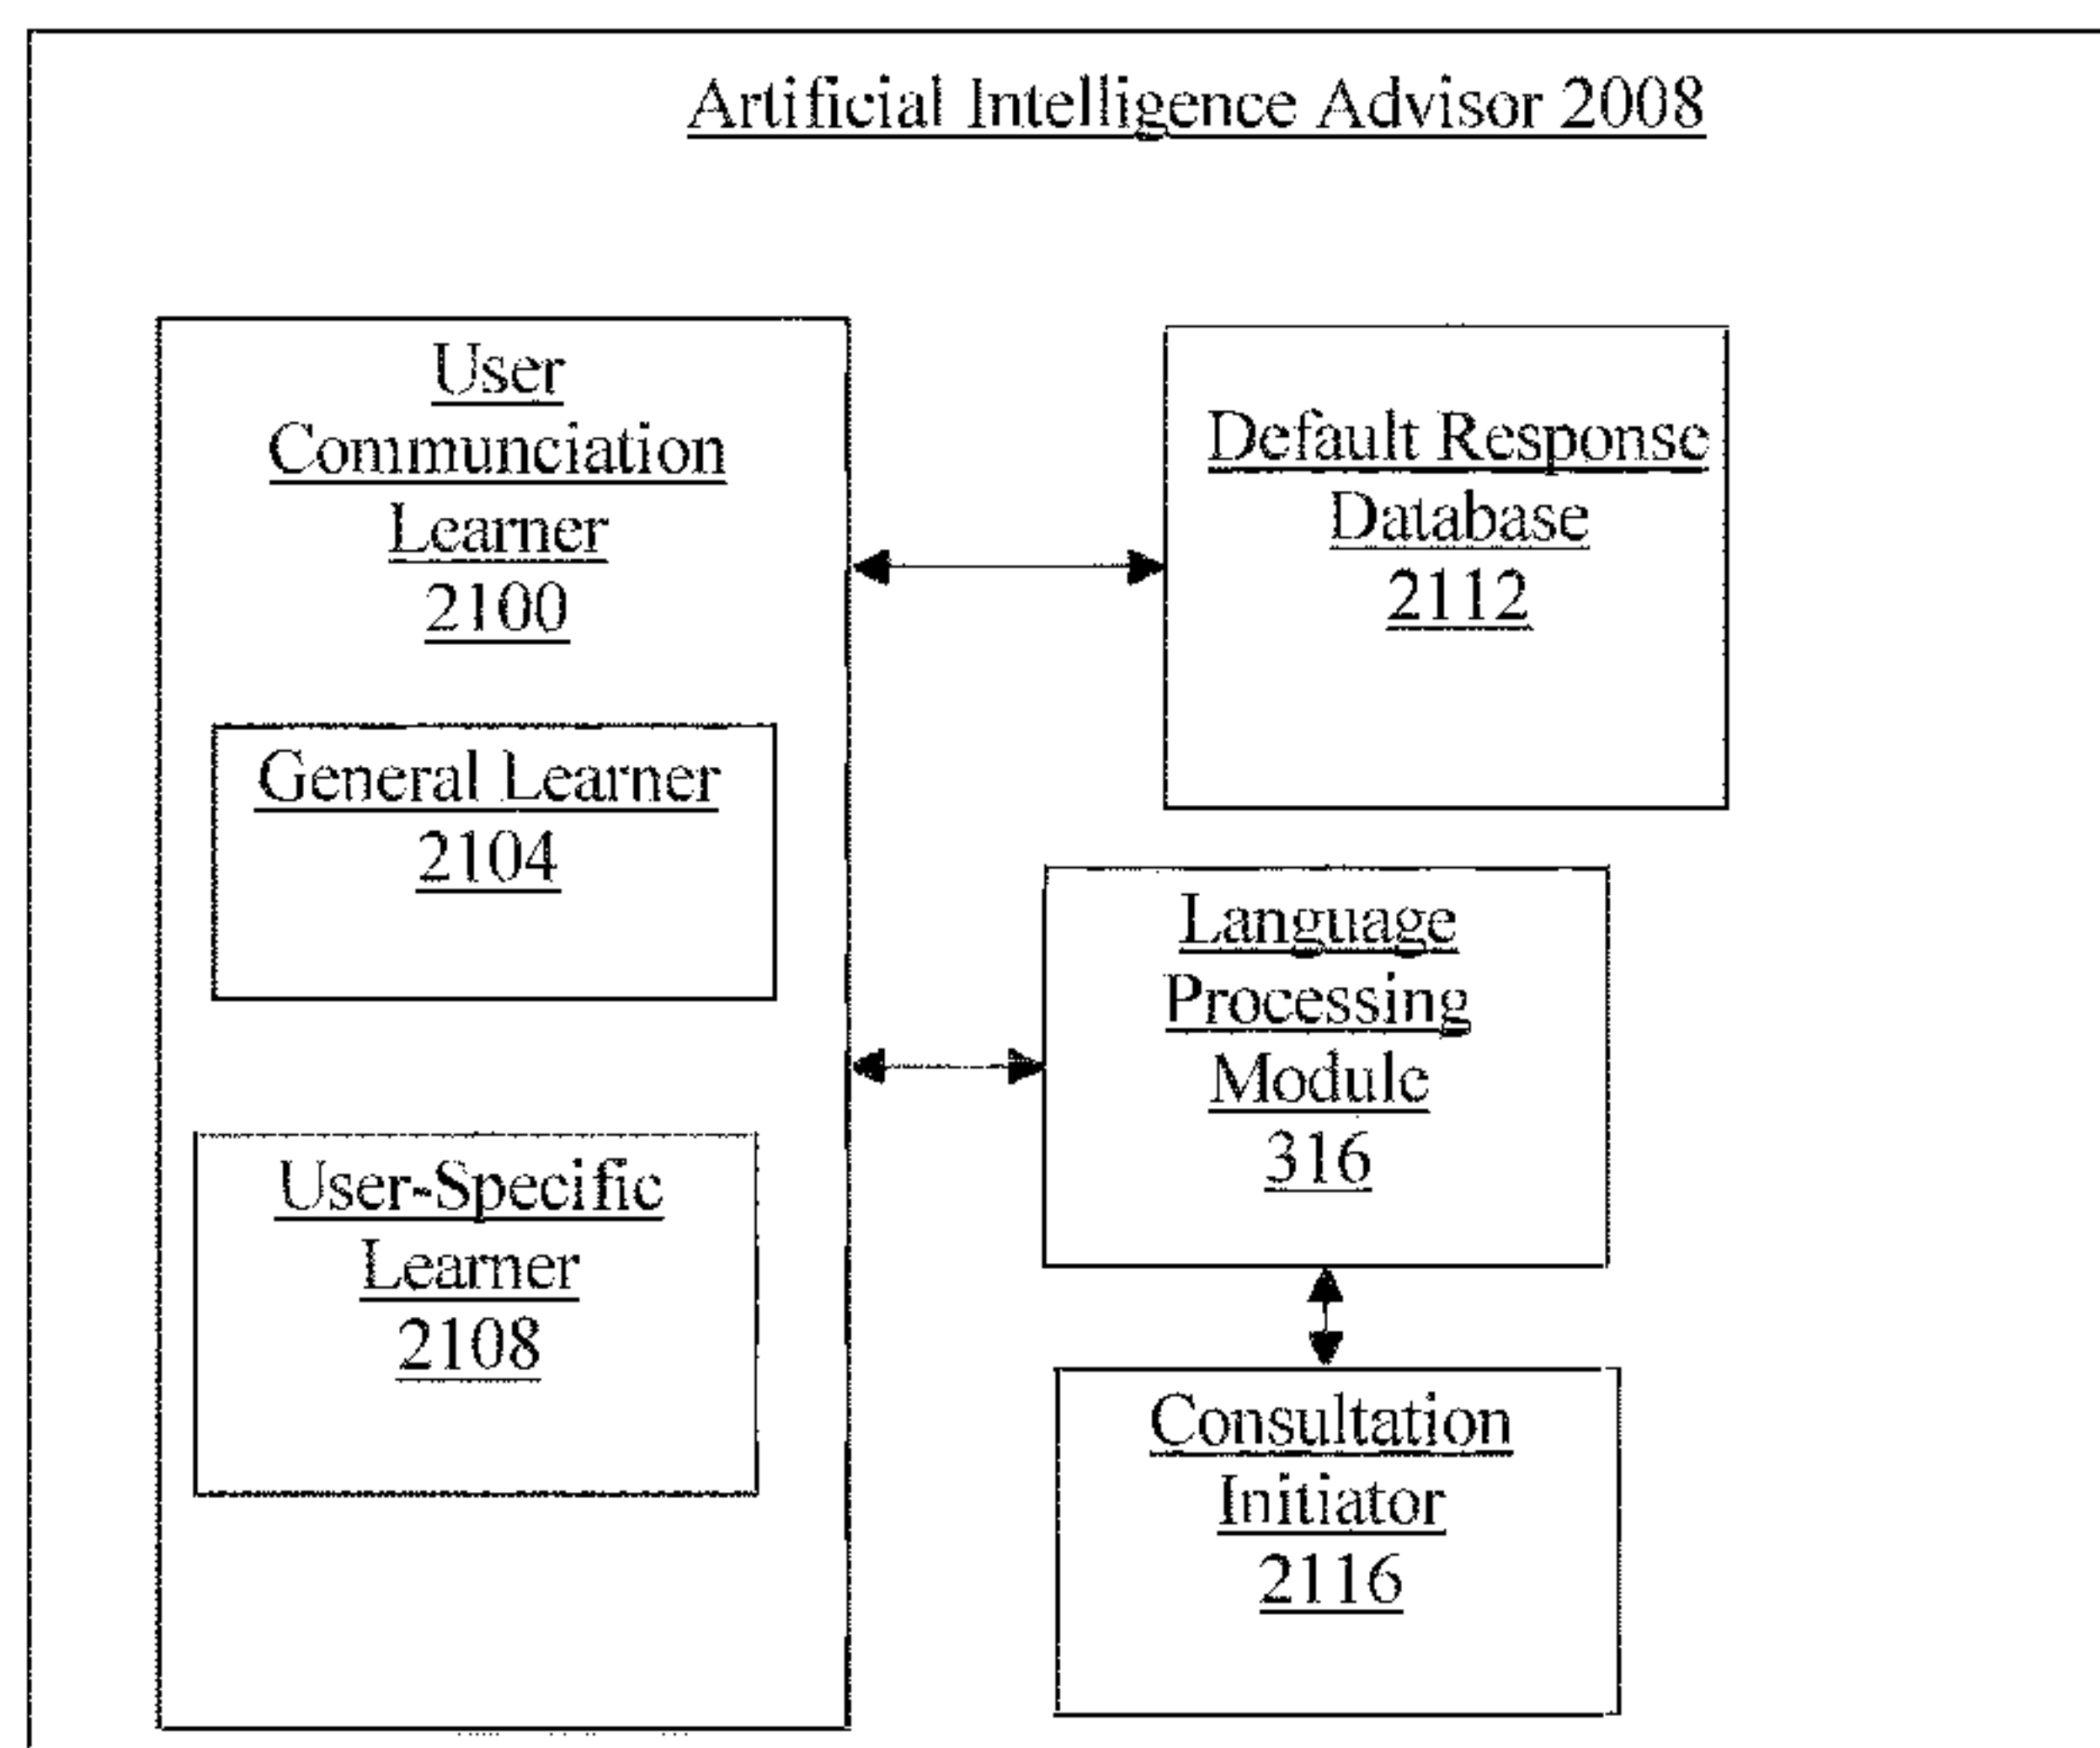 Artificial Intelligence Advisor 2008
User
Communciation
Learner
2100
General Learner
2104
User-Specific
Learner
2108
Default Response
Database
2112
Language
Processing
Module
316
Consultation
Initiator
2116